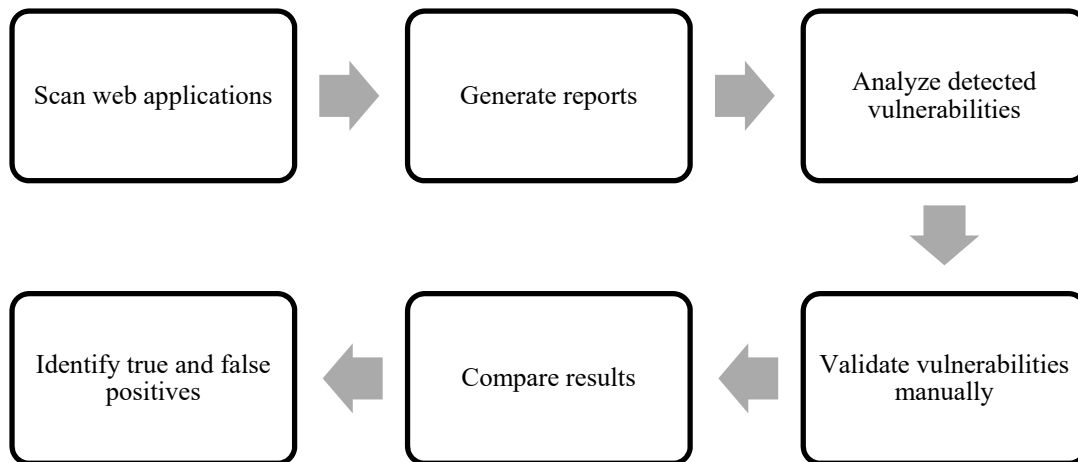 Scan web applications
Generate reports
Analyze detected
vulnerabilities
Validate vulnerabilities
manually
Compare results
Identify true and false
positives